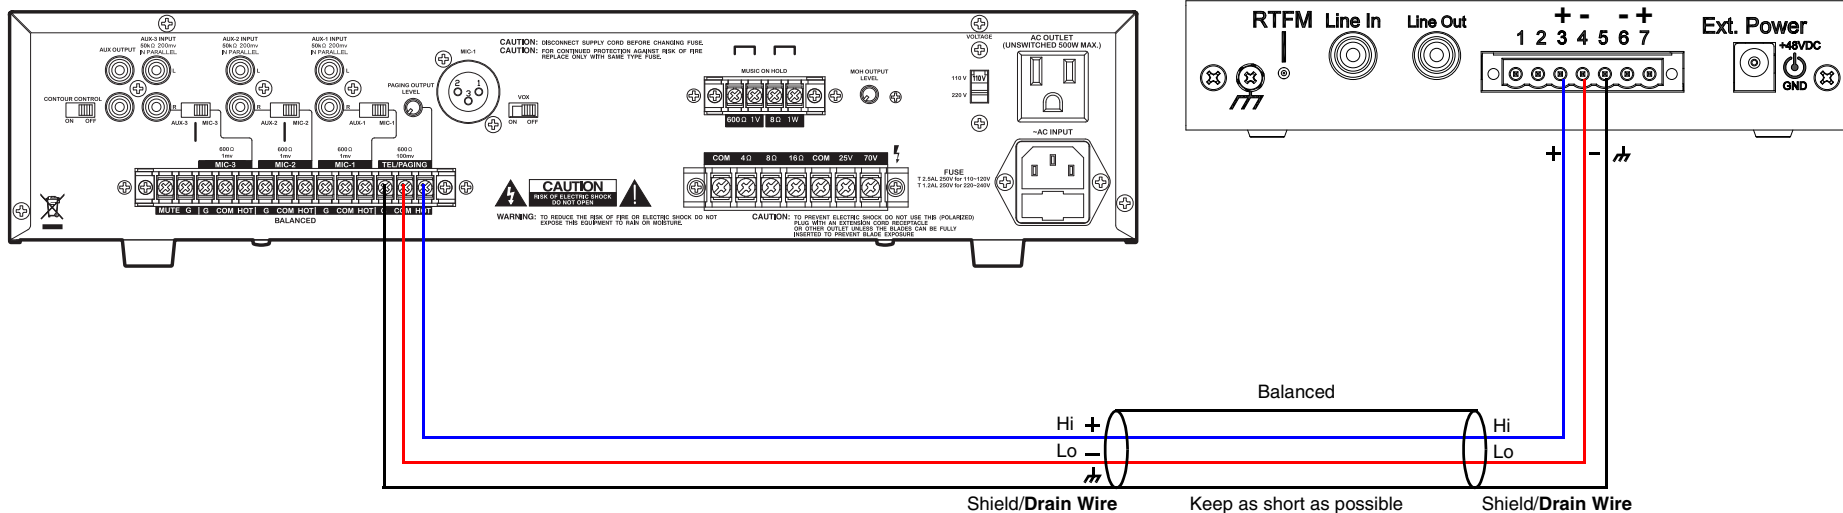 AUX OUTPUT
AUX-3 INPUT
50kΩ 200mv
IN PARALLEL
AUX-2 INPUT
50kΩ 200mv
IN PARALLEL
AUX-1 INPUT
50kΩ 200mv
IN PARALLEL
L
L
L
R
R
R
CONTOUR CONTROL
ON OFF
AUX-3 MIC-3
AUX-2 MIC-2
AUX-1 MIC-1
PAGING OUTPUT
LEVEL
MIC-1
2 1
3
VOX
ON OFF
CAUTION: DISCONNECT SUPPLY CORD BEFORE CHANGING FUSE.
CAUTION: FOR CONTINUED PROTECTION AGAINST RISK OF FIRE
REPLACE ONLY WITH SAME TYPE FUSE.
MUSIC ON HOLD
600Ω 1V 8Ω 1W
MOH OUTPUT
LEVEL
VOLTAGE
110 V
110V
220 V
AC OUTLET
(UNSWITCHED 500W MAX.)
~AC INPUT
600Ω
1mv
MIC-3
600Ω
1mv
MIC-2
600Ω
1mv
MIC-1
600Ω
100mv
TEL/PAGING
MUTE G G COM HOT G COM HOT G COM HOT G COM HOT
BALANCED
CAUTION
RISK OF ELECTRIC SHOCK
DO NOT OPEN
WARNING: TO REDUCE THE RISK OF FIRE OR ELECTRIC SHOCK DO NOT
EXPOSE THIS EQUIPMENT TO RAIN OR MOISTURE.
COM 4Ω 8Ω 16Ω COM 25V 70V
FUSE
T 2.5AL 250V for 110~120V
T 1.2AL 250V for 220~240V
CAUTION: TO PREVENT ELECTRIC SHOCK DO NOT USE THIS (POLARIZED)
PLUG WITH AN EXTENSION CORD RECEPTACLE
OR OTHER OUTLET UNLESS THE BLADES CAN BE FULLY
INSERTED TO PREVENT BLADE EXPOSURE
RTFM
Line In
Line Out
+ - - +
1 2 3 4 5 6 7
Ext. Power
+48VDC
GND
+ −
Balanced
Hi +
Lo −
Hi
Lo
Shield/Drain Wire
Keep as short as possible
Shield/Drain Wire